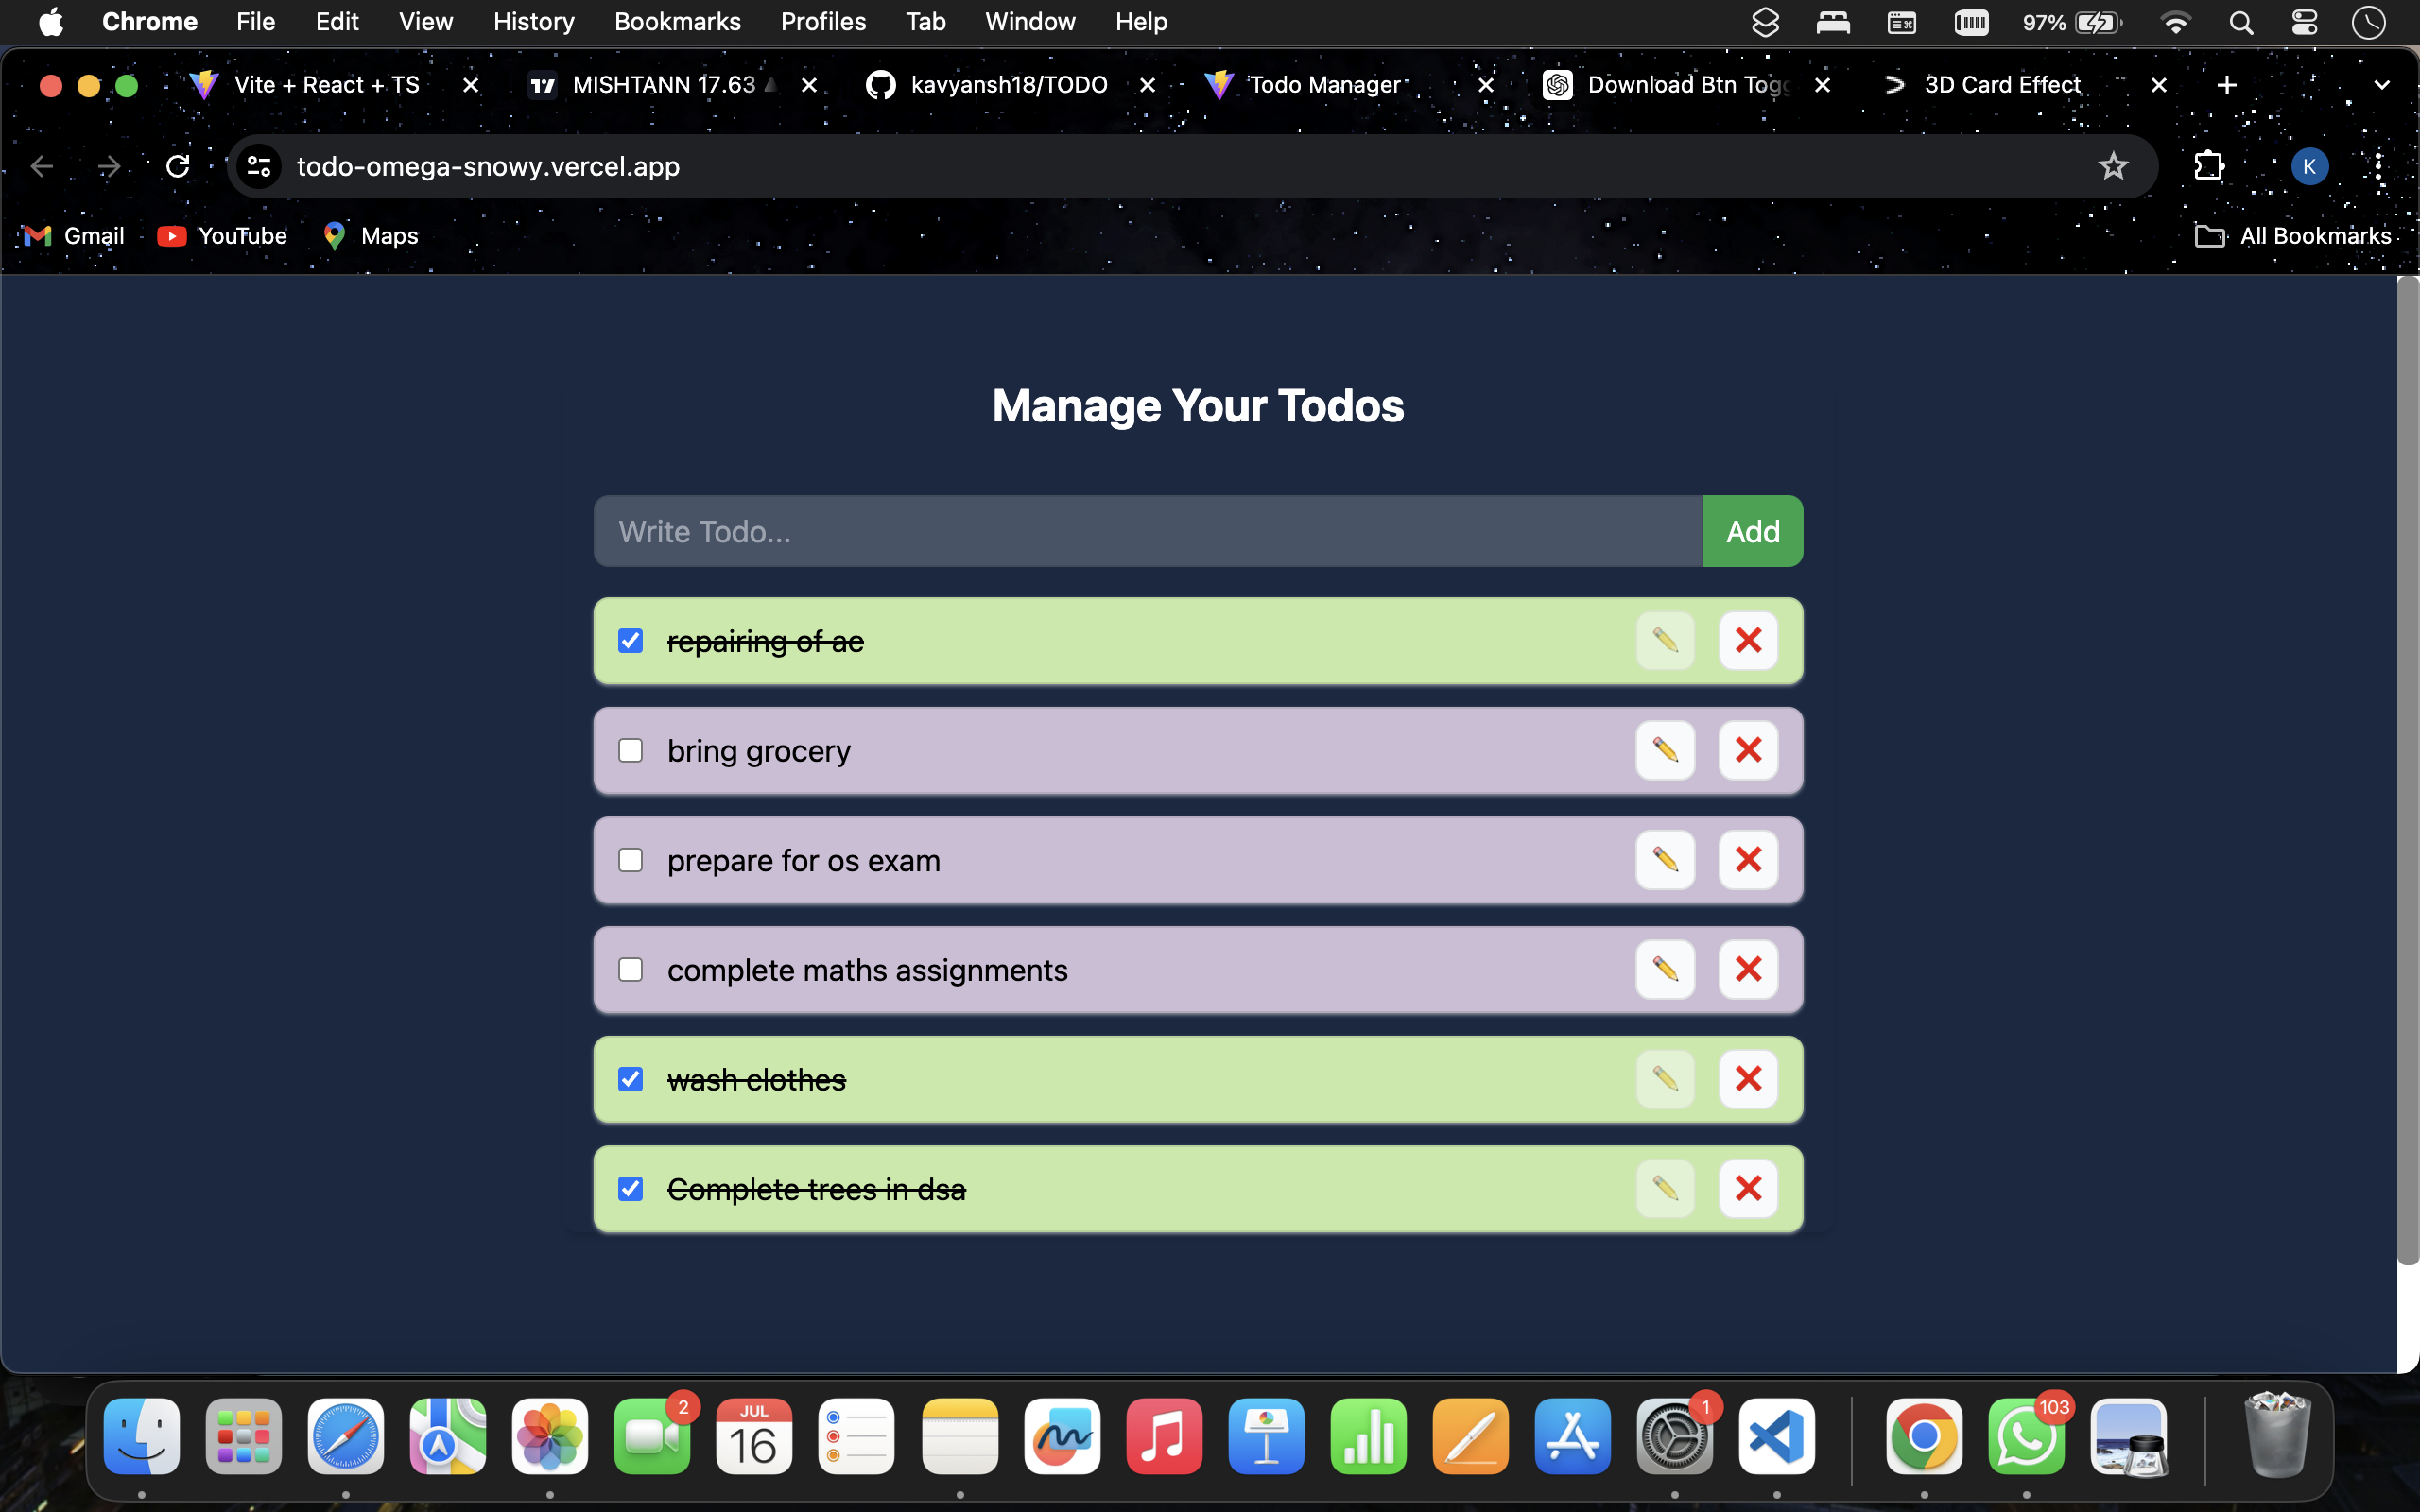 Chrome File Edit View History Bookmarks Profiles Tab Window Help 97%
Vite + React + TS MISHTANN 17.63 kavyansh18/TODO Todo Manager Download Btn Togg 3D Card Effect
todo-omega-snowy.vercel.app K
Gmail YouTube Maps All Bookmarks
Manage Your Todos
Write Todo... Add
repairing of ac
bring grocery
prepare for os exam
complete maths assignments
wash clothes
Complete trees in dsa
2 JUL 16 1 103